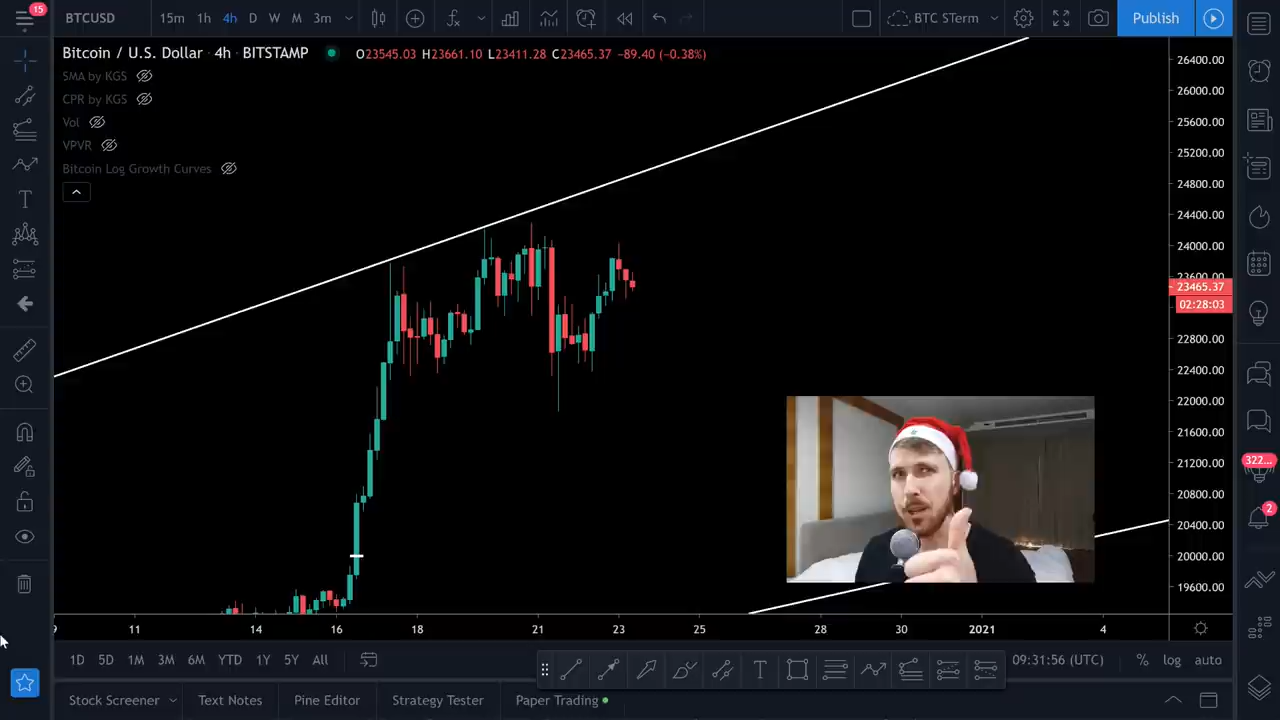 15
BTCUSD 15m 1h 4h D W M 3m BTC STerm Publish
Bitcoin / U.S. Dollar · 4h · BITSTAMP O23545.03 H23661.10 L23411.28 C23465.37 −89.40 (−0.38%)
SMA by KGS
CPR by KGS
Vol
VPVR
Bitcoin Log Growth Curves
26400.00
26000.00
25600.00
25200.00
24800.00
24400.00
24000.00
23600.00
23465.37
02:28:03
22800.00
22400.00
22000.00
21600.00
21200.00
20800.00
20400.00
20000.00
19600.00
322...
2
9 11 14 16 18 21 23 25 28 30 2021 4
1D 5D 1M 3M 6M YTD 1Y 5Y All 09:31:56 (UTC) % log auto
Stock Screener Text Notes Pine Editor Strategy Tester Paper Trading